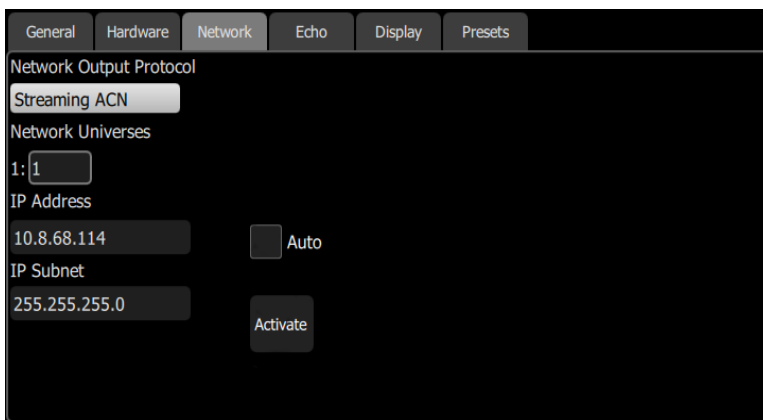 General Hardware Network Echo Display Presets
Network Output Protocol
Streaming ACN
Network Universes
1: 1
IP Address
10.8.68.114
Auto
IP Subnet
255.255.255.0
Activate